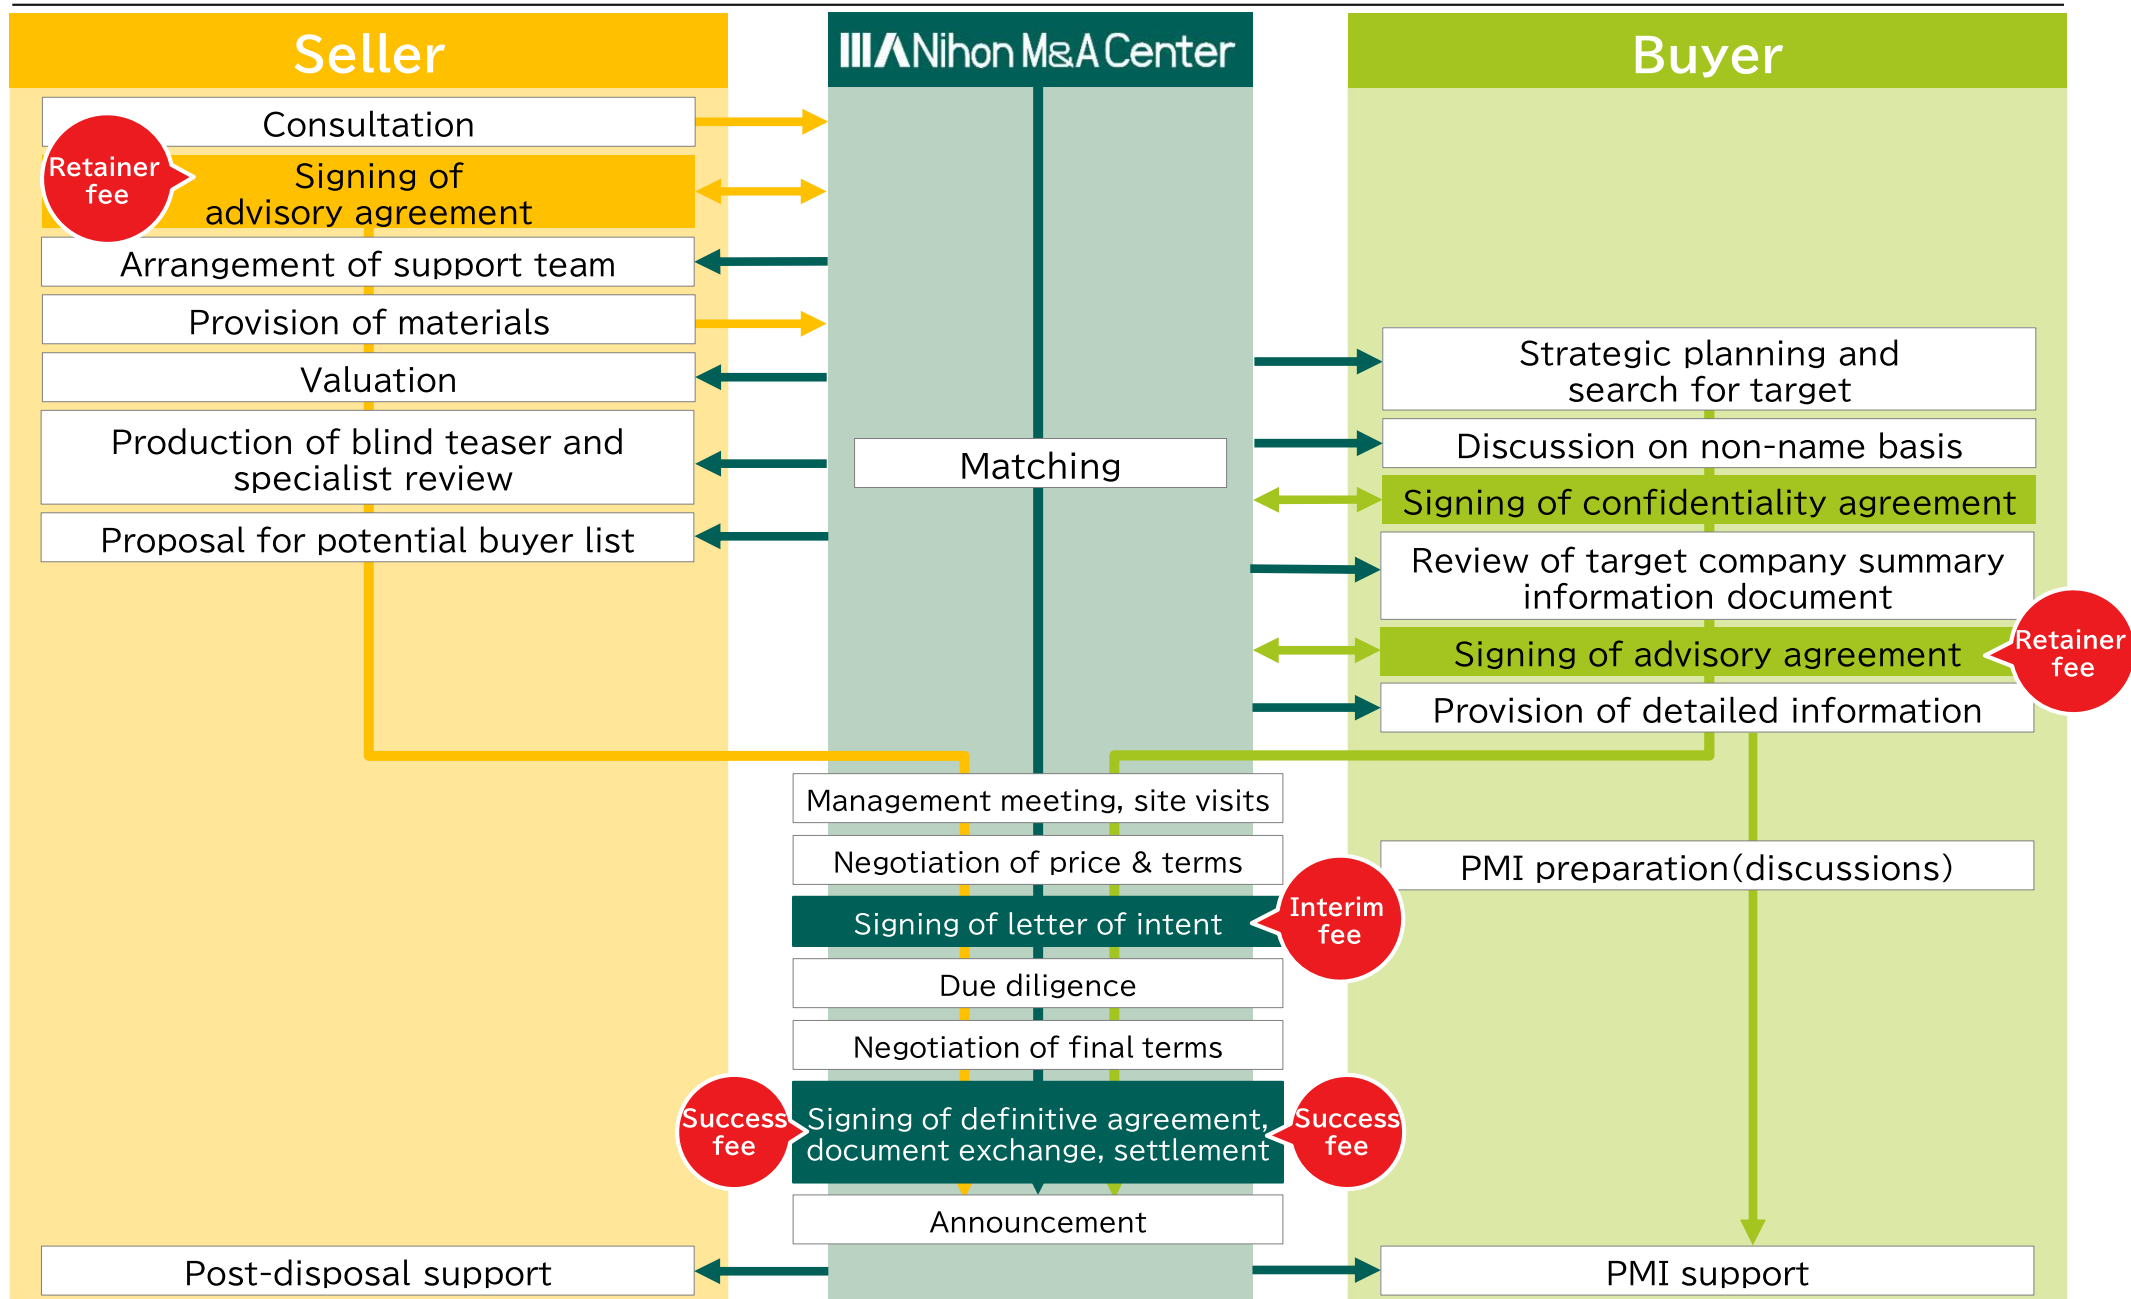 Seller
Consultation
Retainer
fee
Signing of
advisory agreement
Arrangement of support team
Provision of materials
Valuation
Production of blind teaser and
specialist review
Proposal for potential buyer list
Nihon M&A Center
Matching
Buyer
Strategic planning and
search for target
Discussion on non-name basis
Signing of confidentiality agreement
Review of target company summary
information document
Signing of advisory agreement
Retainer
fee
Provision of detailed information
Management meeting, site visits
Negotiation of price & terms
PMI preparation(discussions)
Signing of letter of intent
Interim
fee
Due diligence
Negotiation of final terms
Success
fee
Signing of definitive agreement,
document exchange, settlement
Success
fee
Announcement
Post-disposal support
PMI support